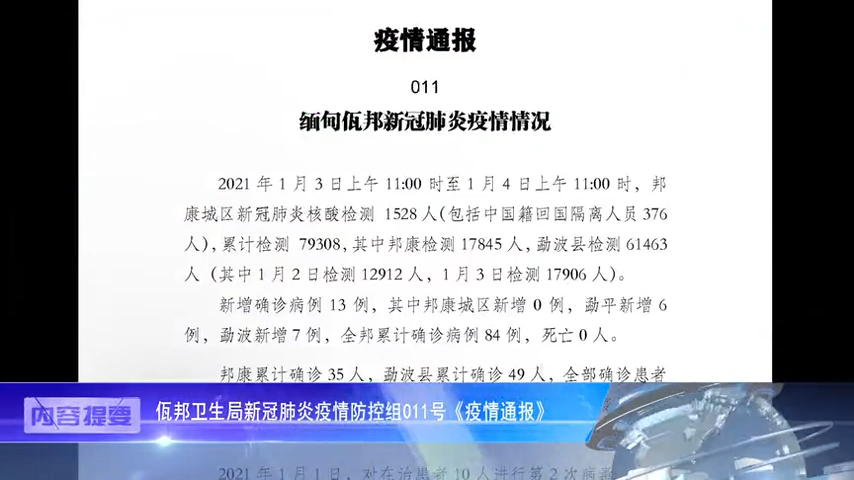 疫情通报
011
缅甸佤邦新冠肺炎疫情情况
2021 年 1 月 3 日上午 11:00 时至 1 月 4 日上午 11:00 时，邦
康城区新冠肺炎核酸检测 1528 人(包括中国籍回国隔离人员 376
人)，累计检测 79308，其中邦康检测 17845 人，勐波县检测 61463
人（其中 1 月 2 日检测 12912 人，1 月 3 日检测 17906 人）。
新增确诊病例 13 例，其中邦康城区新增 0 例，勐平新增 6
例，勐波新增 7 例，全邦累计确诊病例 84 例，死亡 0 人。
邦康累计确诊 35 人，勐波县累计确诊 49 人，全部确诊患者
内容提要
佤邦卫生局新冠肺炎疫情防控组011号《疫情通报》
2021 年 1 月 1 日，对在治患者 10 人进行第 2 次病毒